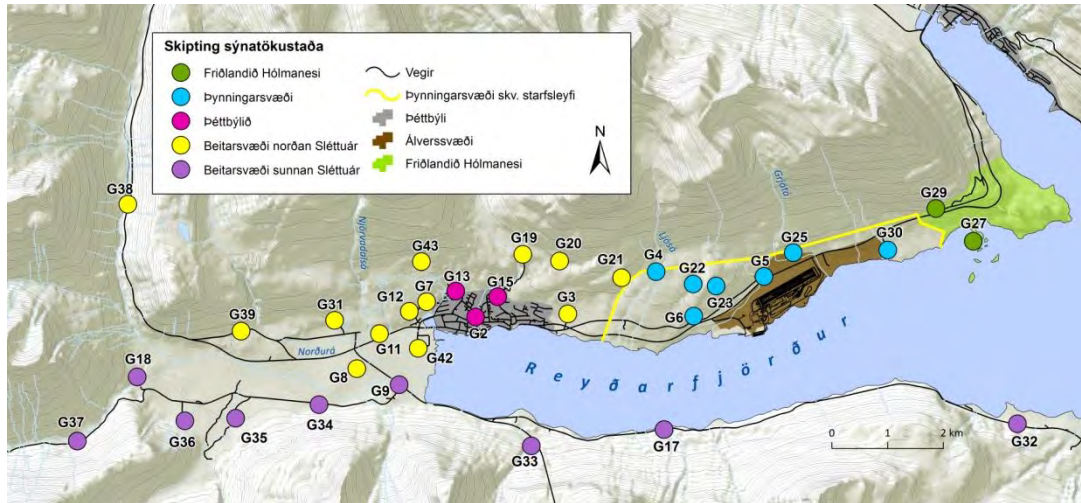 Skipting sýnatökustaða
Friðlandið Hólmanesi
Þynningarsvæði
Þéttbýlið
Beitarsvæði norðan Sléttuár
Beitarsvæði sunnan Sléttuár
Vegir
Þynningarsvæði skv. starfsleyfi
Þéttbýli
Álverssvæði
Friðlandið Hólmanesi
N
G38
Njörvadalsá
Grjótá
Ljósá
G29
G27
G43
G19
G20
G4
G25
G30
G13
G15
G21
G22
G5
G7
G12
G3
G23
G6
G31
G2
G39
G11
G42
Norðurá
G8
Reyðarfjörður
G18
G9
G37
G36
G35
G34
G33
G17
G32
0 1 2 km